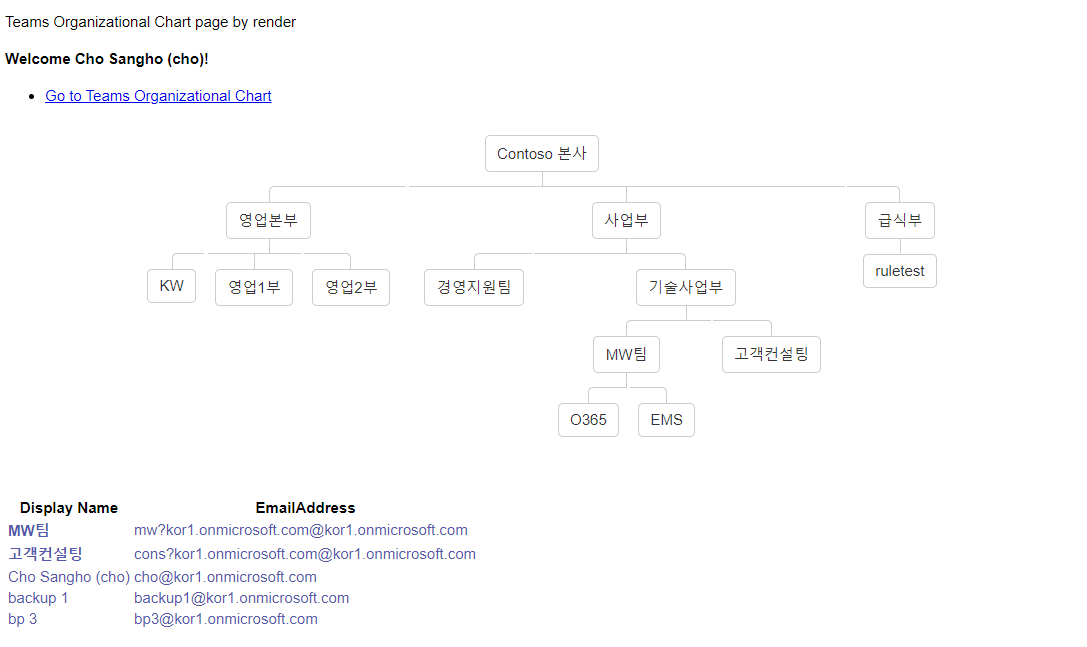 Teams Organizational Chart page by render
Welcome Cho Sangho (cho)!
Go to Teams Organizational Chart
Contoso 본사
영업본부 사업부 급식부
KW 영업1부 영업2부 경영지원팀 기술사업부 ruletest
MW팀 고객컨설팅
O365 EMS
Display Name EmailAddress
MW팀 mw?kor1.onmicrosoft.com@kor1.onmicrosoft.com
고객컨설팅 cons?kor1.onmicrosoft.com@kor1.onmicrosoft.com
Cho Sangho (cho) cho@kor1.onmicrosoft.com
backup 1 backup1@kor1.onmicrosoft.com
bp 3 bp3@kor1.onmicrosoft.com